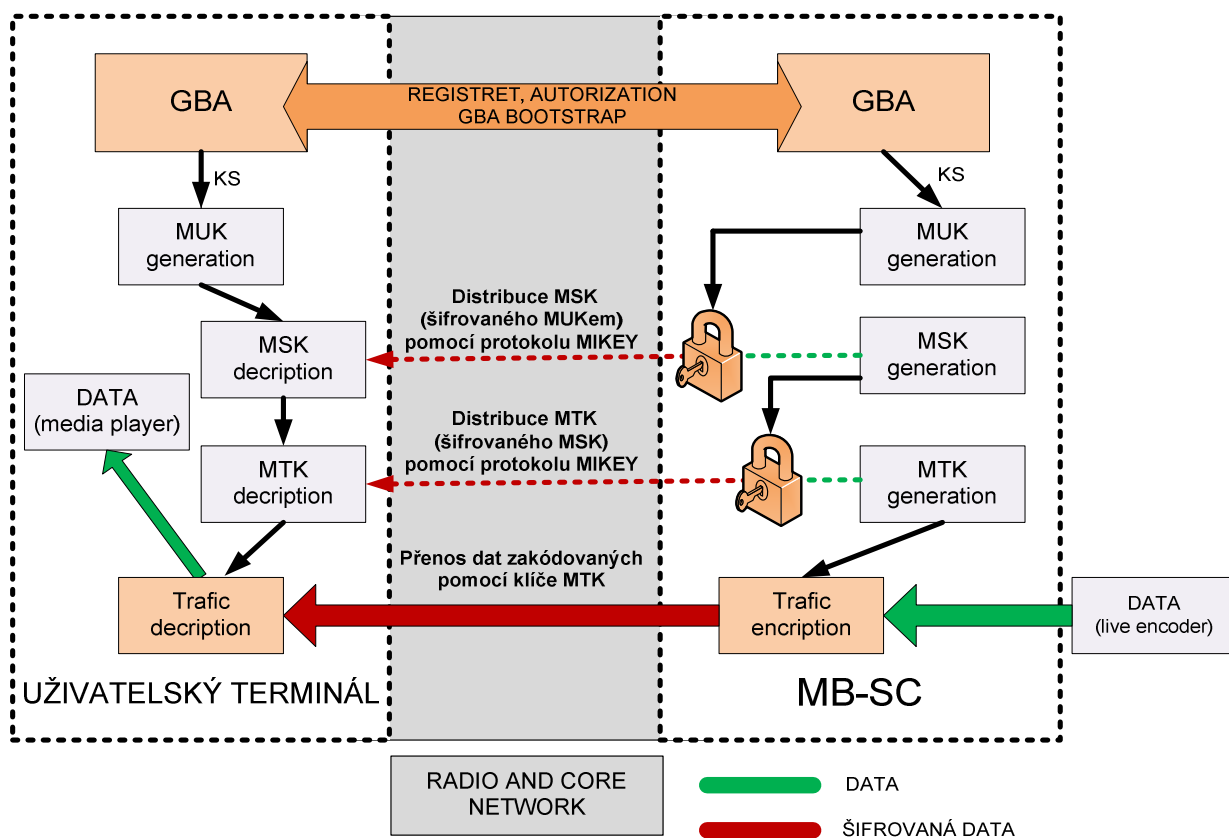 GBA
REGISTRET, AUTORIZATION
GBA BOOTSTRAP
GBA
KS
KS
MUK
generation
MUK
generation
Distribuce MSK
(šifrovaného MUKem)
pomocí protokolu MIKEY
MSK
decription
MSK
generation
DATA
(media player)
Distribuce MTK
(šifrovaného MSK)
pomocí protokolu MIKEY
MTK
decription
MTK
generation
Přenos dat zakódovaných
pomocí klíče MTK
Trafic
decription
Trafic
encription
DATA
(live encoder)
UŽIVATELSKÝ TERMINÁL
MB-SC
RADIO AND CORE
NETWORK
DATA
ŠIFROVANÁ DATA